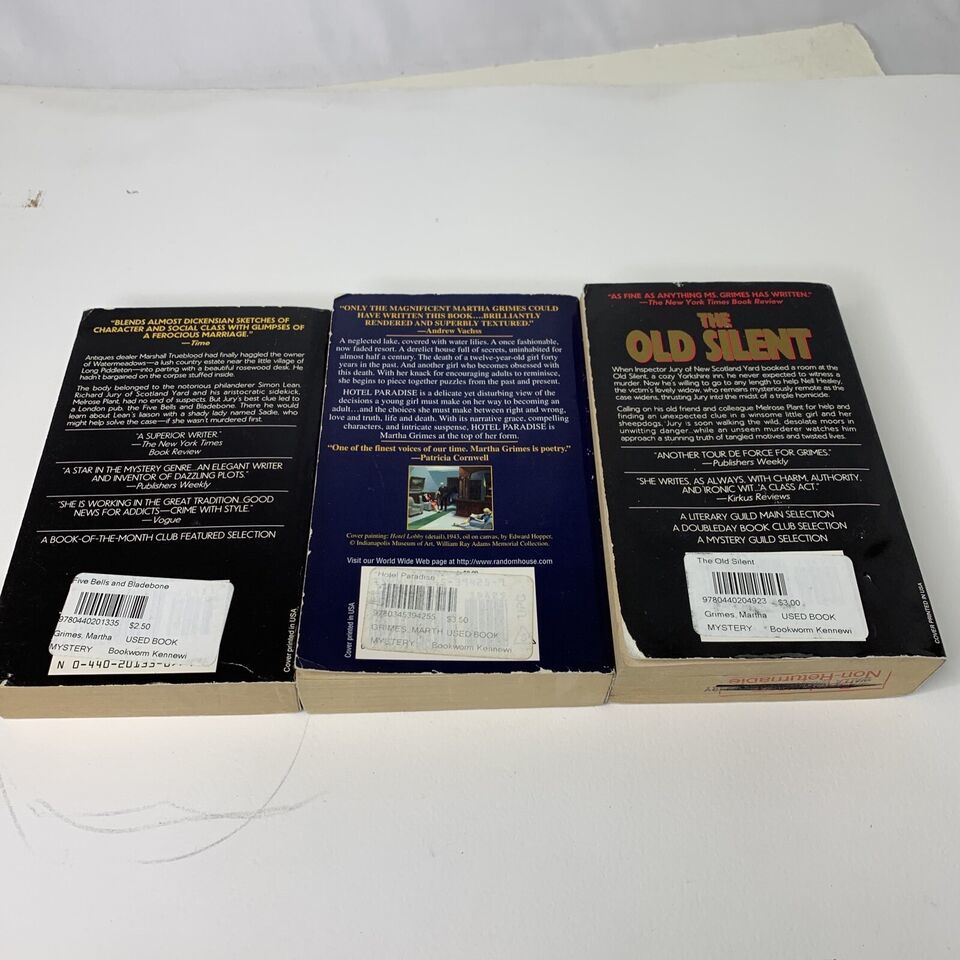 "BLENDS ALMOST DICKENSIAN SKETCHES OF
CHARACTER AND SOCIAL CLASS WITH GLIMPSES OF
A FEROCIOUS MARRIAGE."
—Time
Antiques dealer Marshall Trueblood had finally haggled the owner
of Watermeadows—a lush country estate near the little village of
Long Piddleton—into parting with a beautiful rosewood desk. He
hadn't bargained on the corpse stuffed inside.
The body belonged to the notorious philanderer Simon Lean.
Richard Jury of Scotland Yard and his aristocratic sidekick,
Melrose Plant, had no end of suspects. But Jury's best clue led to
a London pub, the Five Bells and Bladebone. There he would
learn about Lean's liaison with a shady lady named Sadie, who
might help solve the case—if she wasn't murdered first.
"A SUPERIOR WRITER."
—The New York Times
Book Review
"A STAR IN THE MYSTERY GENRE...AN ELEGANT WRITER
AND INVENTOR OF DAZZLING PLOTS."
—Publishers Weekly
"SHE IS WORKING IN THE GREAT TRADITION...GOOD
NEWS FOR ADDICTS—CRIME WITH STYLE."
—Vogue
A BOOK-OF-THE-MONTH CLUB FEATURED SELECTION
Five Bells and Bladebone
9780440201335 $2.50
Grimes, Martha USED BOOK
MYSTERY Bookworm Kennewi
N 0-440-20133-
Cover printed in USA
"ONLY THE MAGNIFICENT MARTHA GRIMES COULD
HAVE WRITTEN THIS BOOK....BRILLIANTLY
RENDERED AND SUPERBLY TEXTURED."
—Andrew Vachss
A neglected lake, covered with water lilies. A once fashionable,
now faded resort. A derelict house full of secrets, uninhabited for
almost half a century. The death of a twelve-year-old girl forty
years in the past. And another girl who becomes obsessed with
this death. With her knack for encouraging adults to reminisce,
she begins to piece together puzzles from the past and present.
HOTEL PARADISE is a delicate yet disturbing view of the
decisions a young girl must make on her way to becoming an
adult…and the choices she must make between right and wrong,
love and truth, life and death. With its narrative grace, compelling
characters, and intricate suspense, HOTEL PARADISE is
Martha Grimes at the top of her form.
"One of the finest voices of our time. Martha Grimes is poetry."
—Patricia Cornwell
Cover painting: Hotel Lobby (detail),1943, oil on canvas, by Edward Hopper,
© Indianapolis Museum of Art, William Ray Adams Memorial Collection.
Visit our World Wide Web page at http://www.randomhouse.com
Hotel Paradise
9780345394255 $3.50
GRIMES, MARTH USED BOOK
MYSTERY Bookworm Kennewi
Cover printed in USA
"AS FINE AS ANYTHING MS. GRIMES HAS WRITTEN."
—The New York Times Book Review
THE
OLD SILENT
When Inspector Jury of New Scotland Yard booked a room at the
Old Silent, a cozy Yorkshire inn, he never expected to witness a
murder. Now he's willing to go to any length to help Nell Healey,
the victim's lovely widow, who remains mysteriously remote as the
case widens, thrusting Jury into the midst of a triple homicide.
Calling on his old friend and colleague Melrose Plant for help and
finding an unexpected clue in a winsome little girl and her
sheepdogs, Jury is soon walking the wild, desolate moors in
unwitting danger...while an unseen murderer watches him
approach a stunning truth of tangled motives and twisted lives.
"ANOTHER TOUR DE FORCE FOR GRIMES."
—Publishers Weekly
"SHE WRITES, AS ALWAYS, WITH CHARM, AUTHORITY,
AND IRONIC WIT...'A CLASS ACT."
—Kirkus Reviews
A LITERARY GUILD MAIN SELECTION
A DOUBLEDAY BOOK CLUB SELECTION
A MYSTERY GUILD SELECTION
The Old Silent
9780440204923 $3.00
Grimes, Martha USED BOOK
MYSTERY Bookworm Kennewi
COVER PRINTED IN USA
Non-Returnable